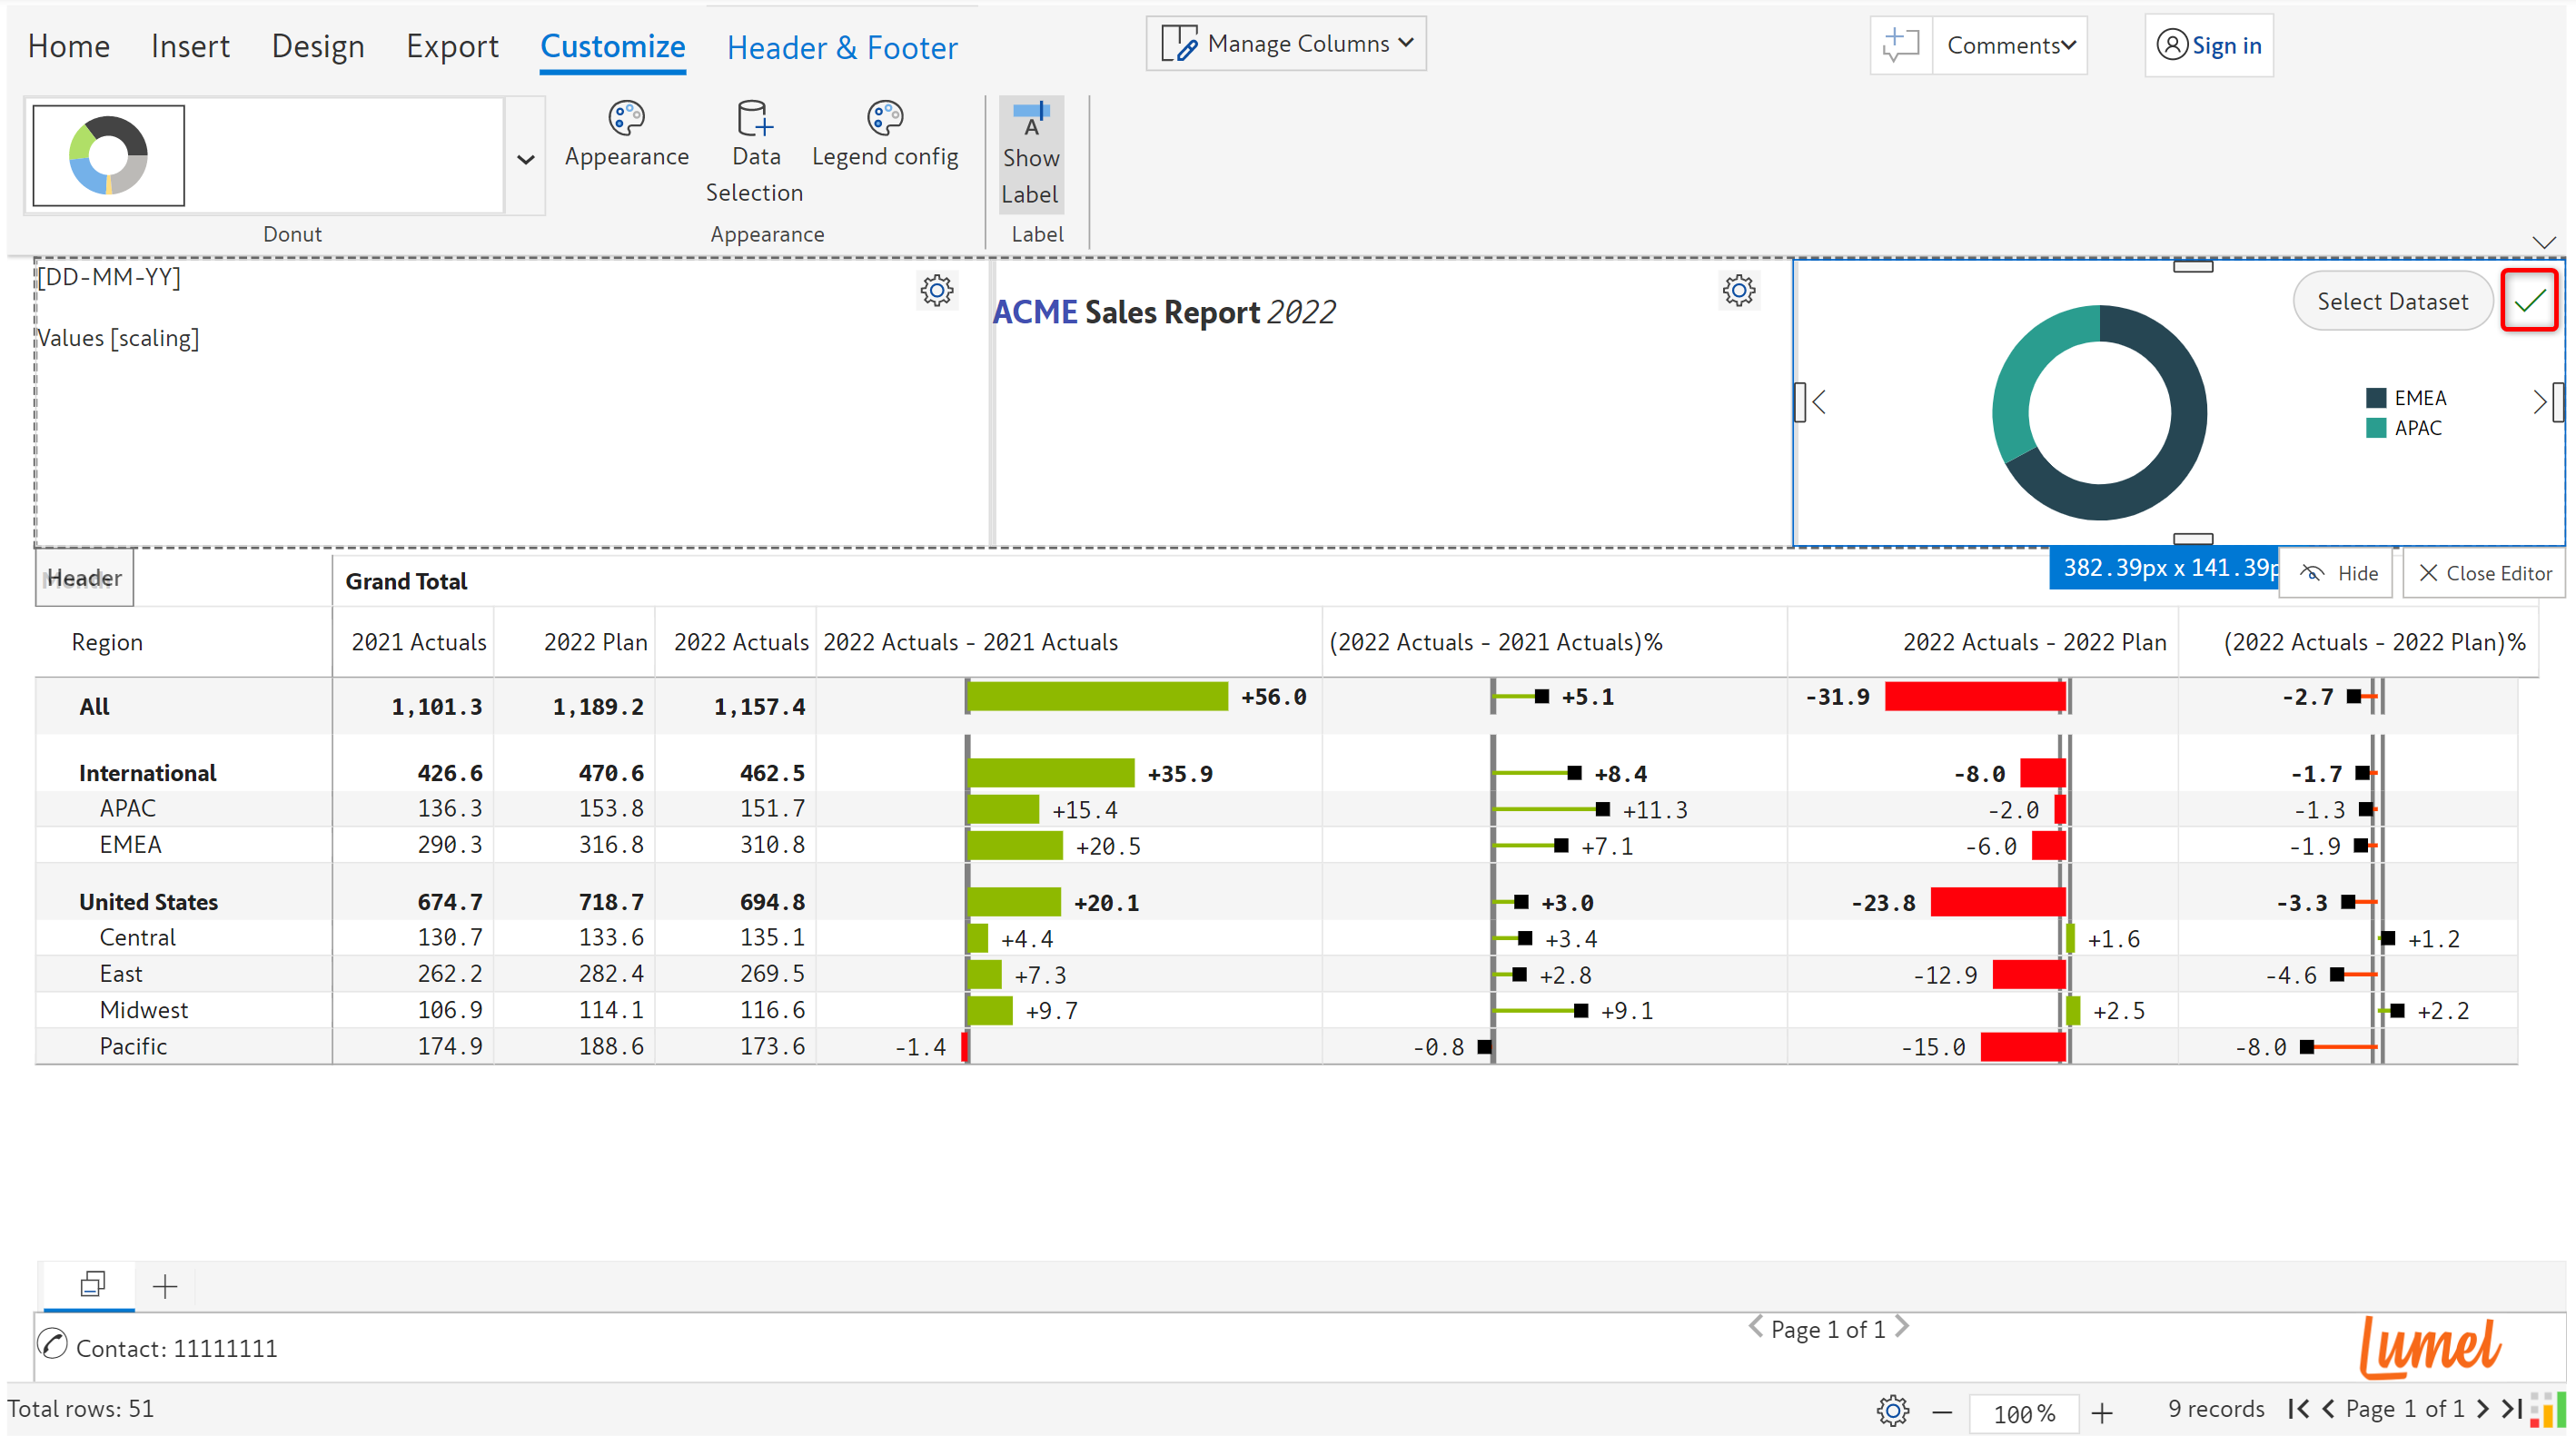 Home Insert Design Export Customize Header & Footer Manage Columns Comments Sign in
Appearance Data Selection Legend config Show Label
Donut Appearance Label
[DD-MM-YY]
Values [scaling]
ACME Sales Report 2022
Select Dataset
EMEA
APAC
Header
382.39px x 141.39p
Hide
Close Editor
Grand Total
Region 2021 Actuals 2022 Plan 2022 Actuals 2022 Actuals - 2021 Actuals (2022 Actuals - 2021 Actuals)% 2022 Actuals - 2022 Plan (2022 Actuals - 2022 Plan)%
All 1,101.3 1,189.2 1,157.4 +56.0 +5.1 -31.9 -2.7
International 426.6 470.6 462.5 +35.9 +8.4 -8.0 -1.7
APAC 136.3 153.8 151.7 +15.4 +11.3 -2.0 -1.3
EMEA 290.3 316.8 310.8 +20.5 +7.1 -6.0 -1.9
United States 674.7 718.7 694.8 +20.1 +3.0 -23.8 -3.3
Central 130.7 133.6 135.1 +4.4 +3.4 +1.6 +1.2
East 262.2 282.4 269.5 +7.3 +2.8 -12.9 -4.6
Midwest 106.9 114.1 116.6 +9.7 +9.1 +2.5 +2.2
Pacific 174.9 188.6 173.6 -1.4 -0.8 -15.0 -8.0
Contact: 11111111
Page 1 of 1
Lumel
Total rows: 51
100%
9 records
Page 1 of 1